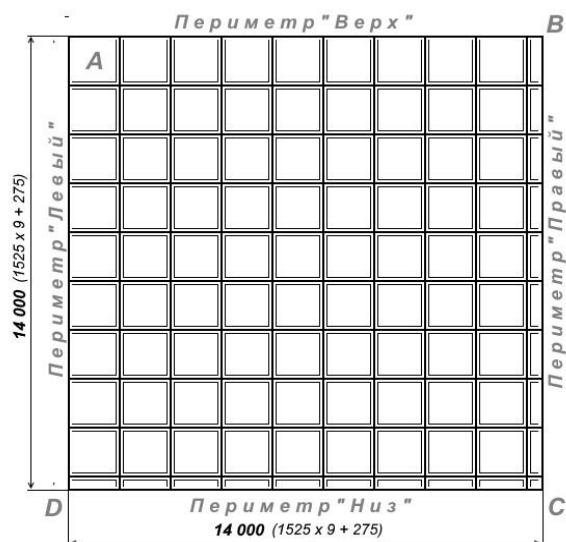 Периметр "Верх"
B
A
Периметр "Левый"
Периметр "Правый"
14 000 (1525 x 9 + 275)
D
Периметр "Низ"
C
14 000 (1525 x 9 + 275)